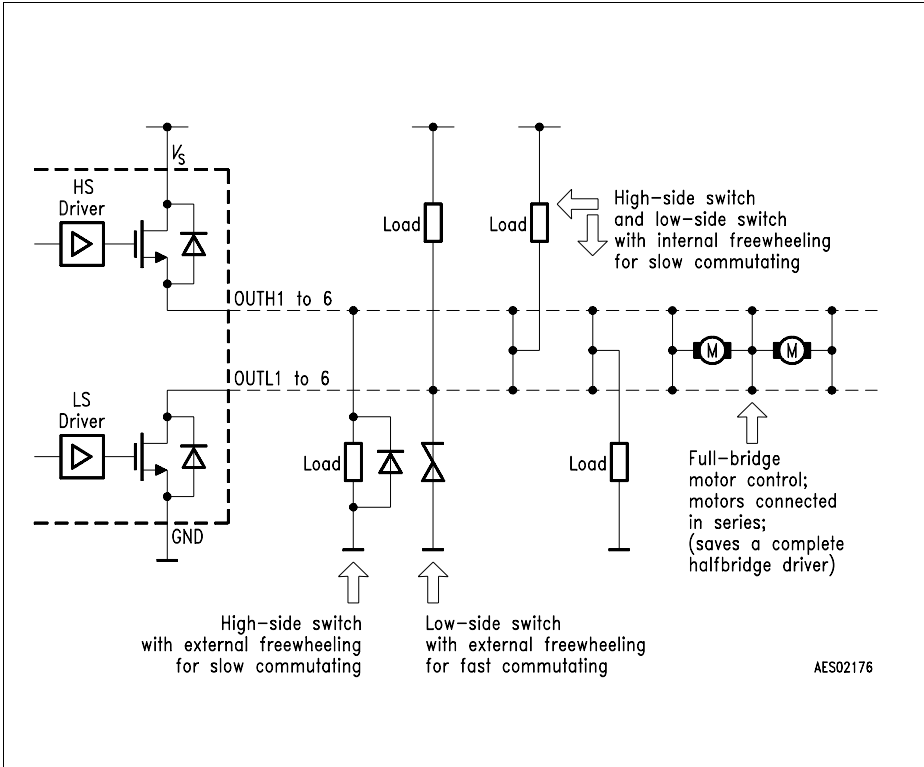 VS
HS
Driver
Load
Load
High-side switch
and low-side switch
with internal freewheeling
for slow commutating
OUTH1 to 6
M
M
OUTL1 to 6
LS
Driver
Load
Load
GND
Full-bridge
motor control;
motors connected
in series;
(saves a complete
halfbridge driver)
High-side switch
with external freewheeling
for slow commutating
Low-side switch
with external freewheeling
for fast commutating
AES02176